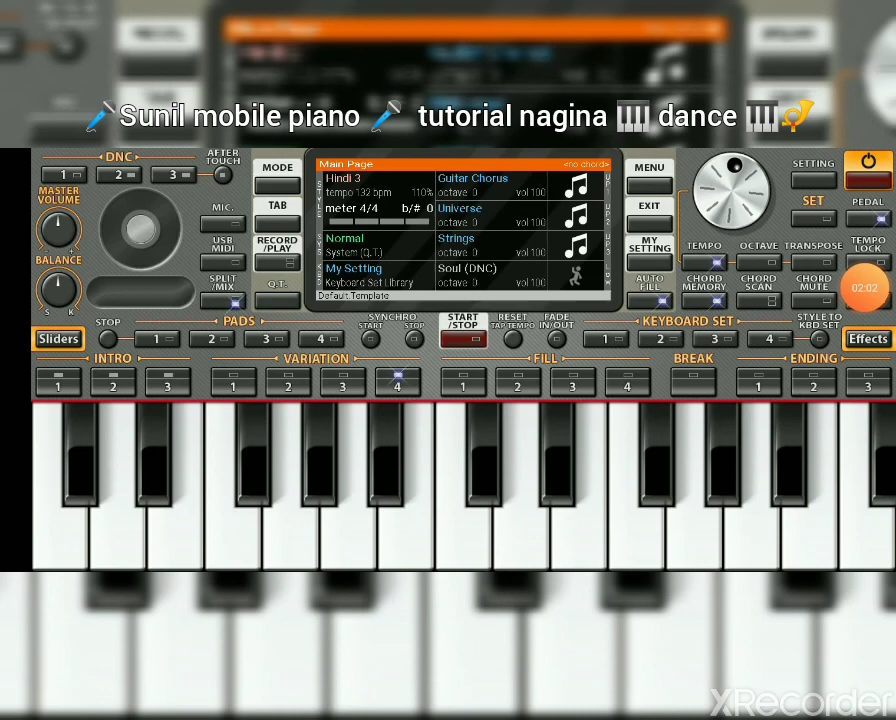 🎤Sunil mobile piano 🎤 tutorial nagina 🎹 dance 🎹📯
DNC
AFTER TOUCH
1 2 3
MASTER VOLUME
BALANCE
S K
MIC.
USB MIDI
SPLIT /MIX
MODE
TAB
RECORD /PLAY
Q.T.
Main Page <no chord>
Hindi 3 Guitar Chorus
tempo 132 bpm 110% octave 0 vol 100
meter 4/4 b/# 0 Universe
octave 0 vol 100
Normal Strings
System (Q.T.) octave 0 vol 100
My Setting Soul (DNC)
Keyboard Set Library octave 0 vol 100
Default.Template
STYLE
UP1
UP2
UP3
Low
MENU
EXIT
MY SETTING
AUTO FILL
SETTING
SET
PEDAL
TEMPO OCTAVE TRANSPOSE TEMPO LOCK
CHORD MEMORY CHORD SCAN CHORD MUTE
02:02
Sliders
STOP
PADS
1 2 3 4
SYNCHRO
START STOP
START /STOP
RESET TAP TEMPO
FADE IN/OUT
KEYBOARD SET
1 2 3 4
STYLE TO KBD SET
Effects
INTRO VARIATION FILL BREAK ENDING
1 2 3 1 2 3 4 1 2 3 4 1 2 3
XRecorder